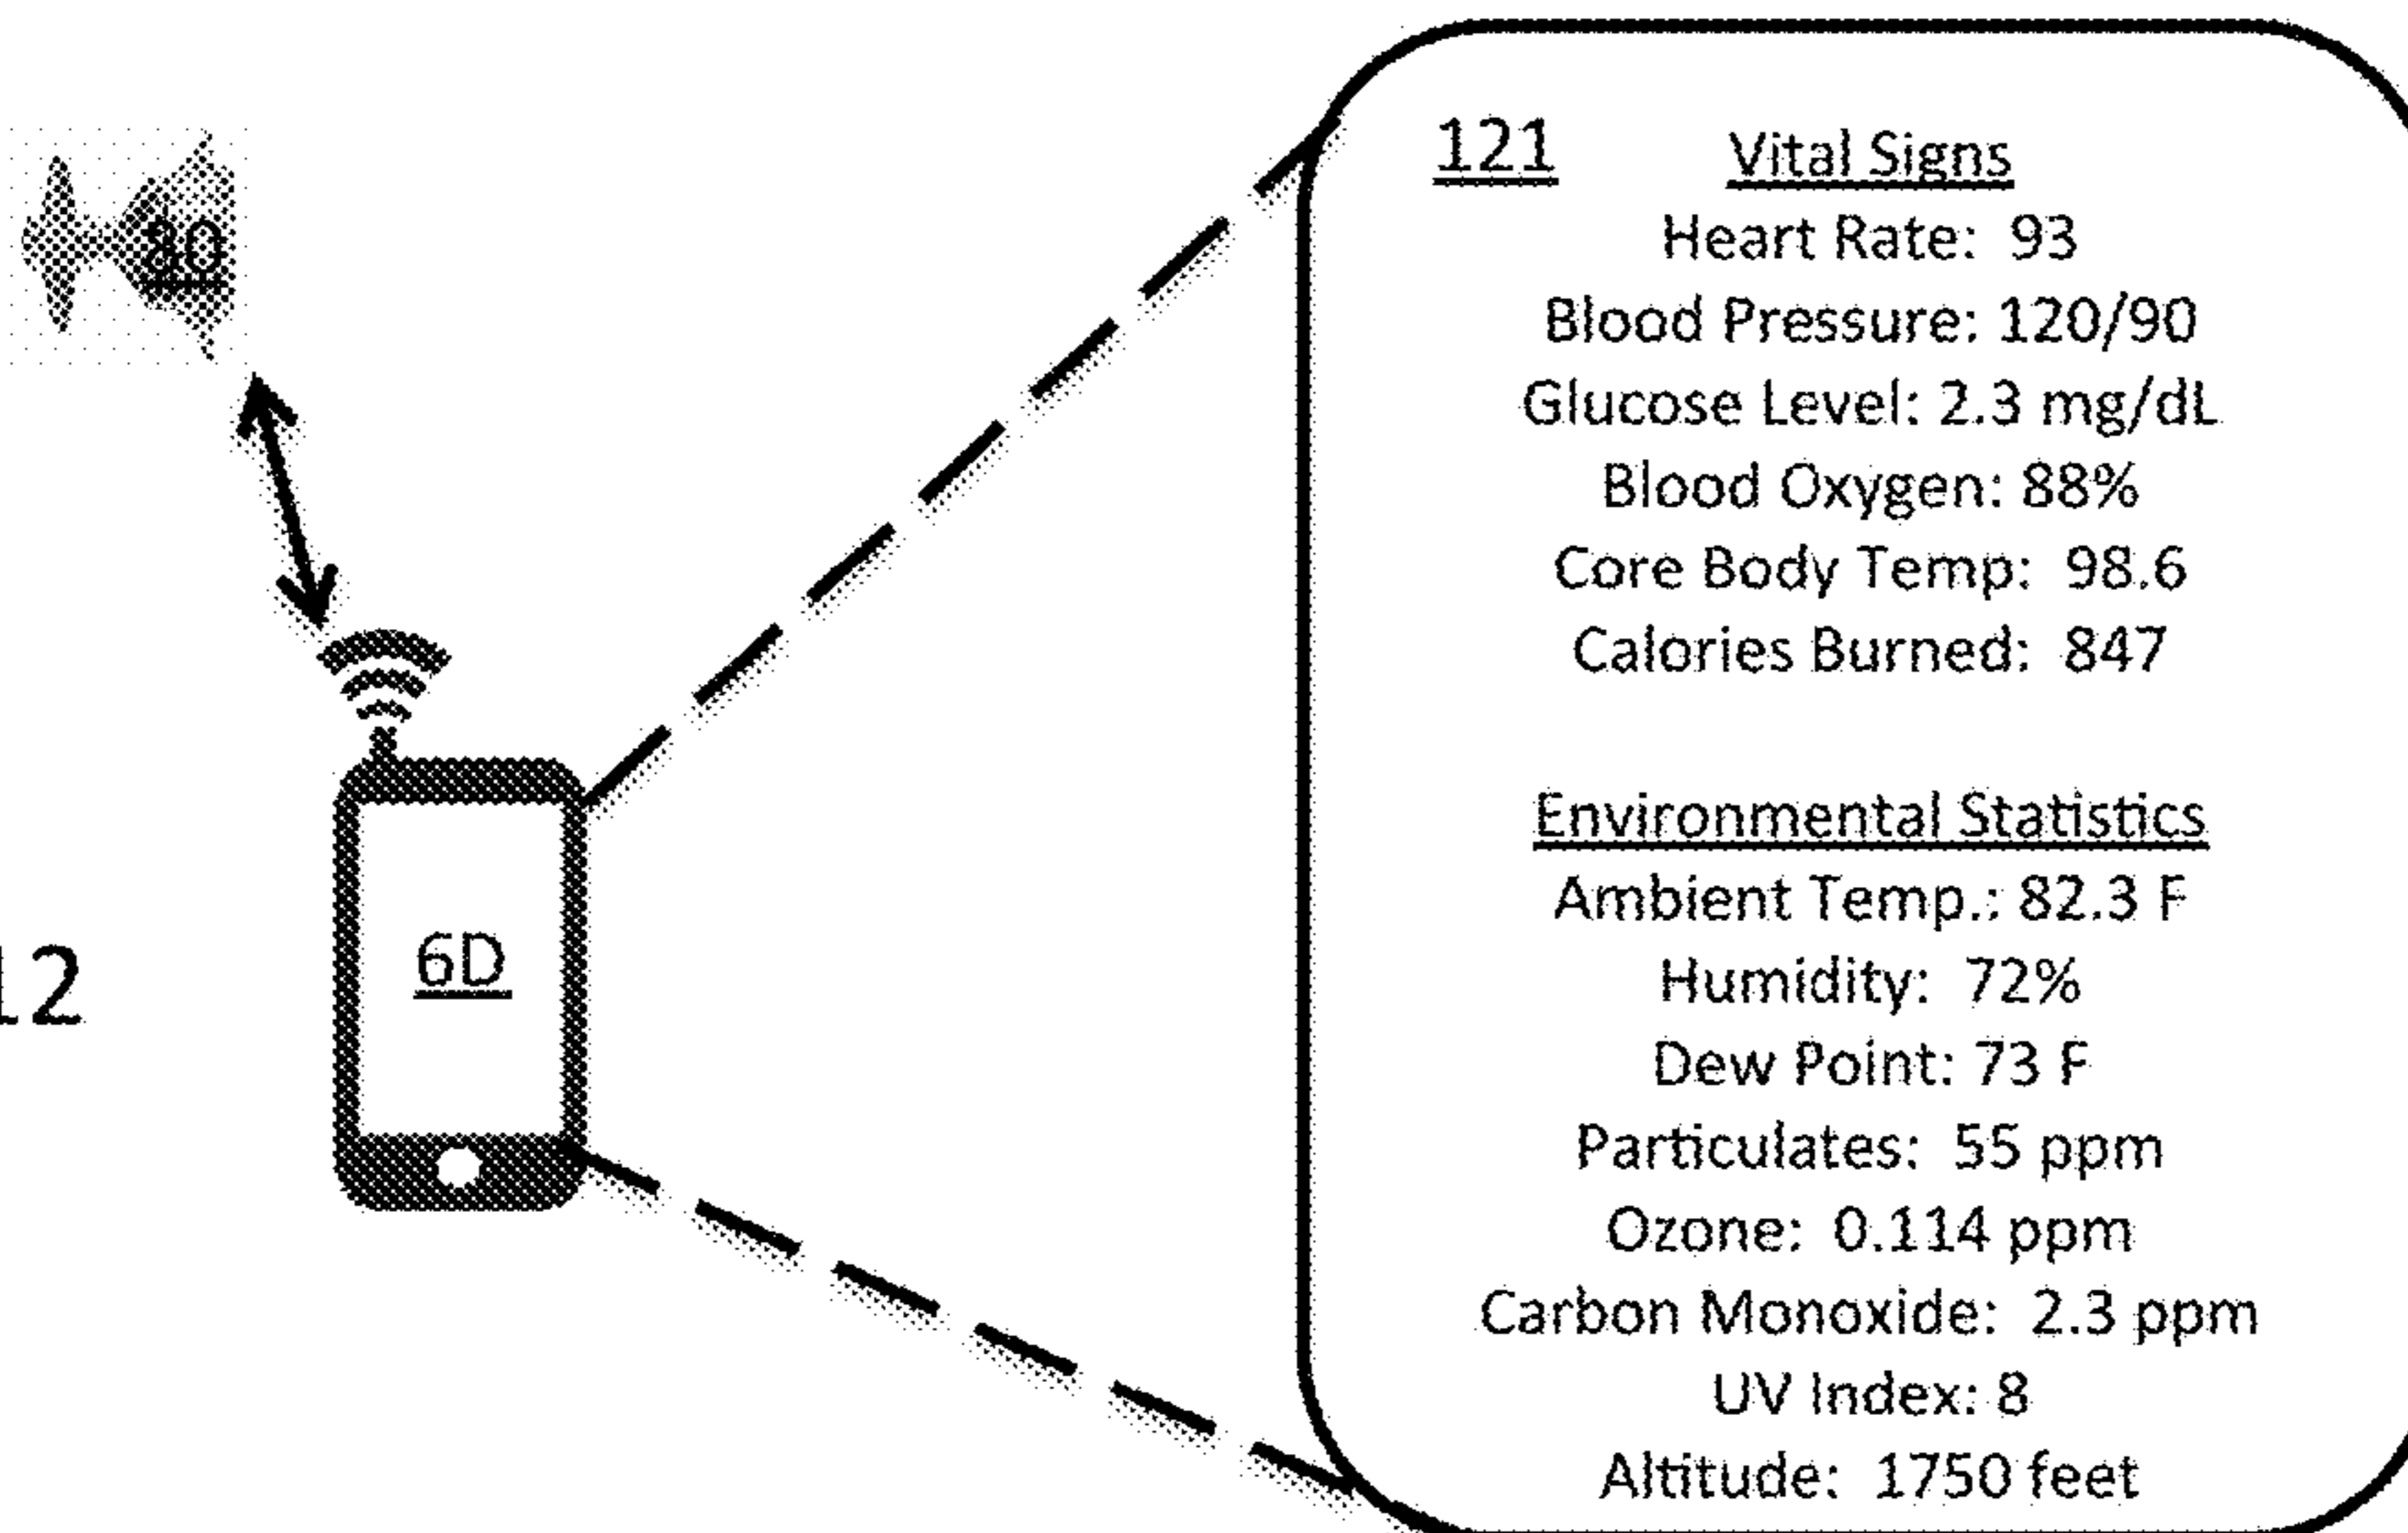 121
Vital Signs
Heart Rate: 93
Blood Pressure: 120/90
Glucose Level: 2.3 mg/dL
Blood Oxygen: 88%
Core Body Temp: 98.6
Calories Burned: 847
Environmental Statistics
Ambient Temp.: 82.3 F
Humidity: 72%
Dew Point: 73 F
Particulates: 55 ppm
Ozone: 0.114 ppm
Carbon Monoxide: 2.3 ppm
UV Index: 8
Altitude: 1750 feet
80
6D
12